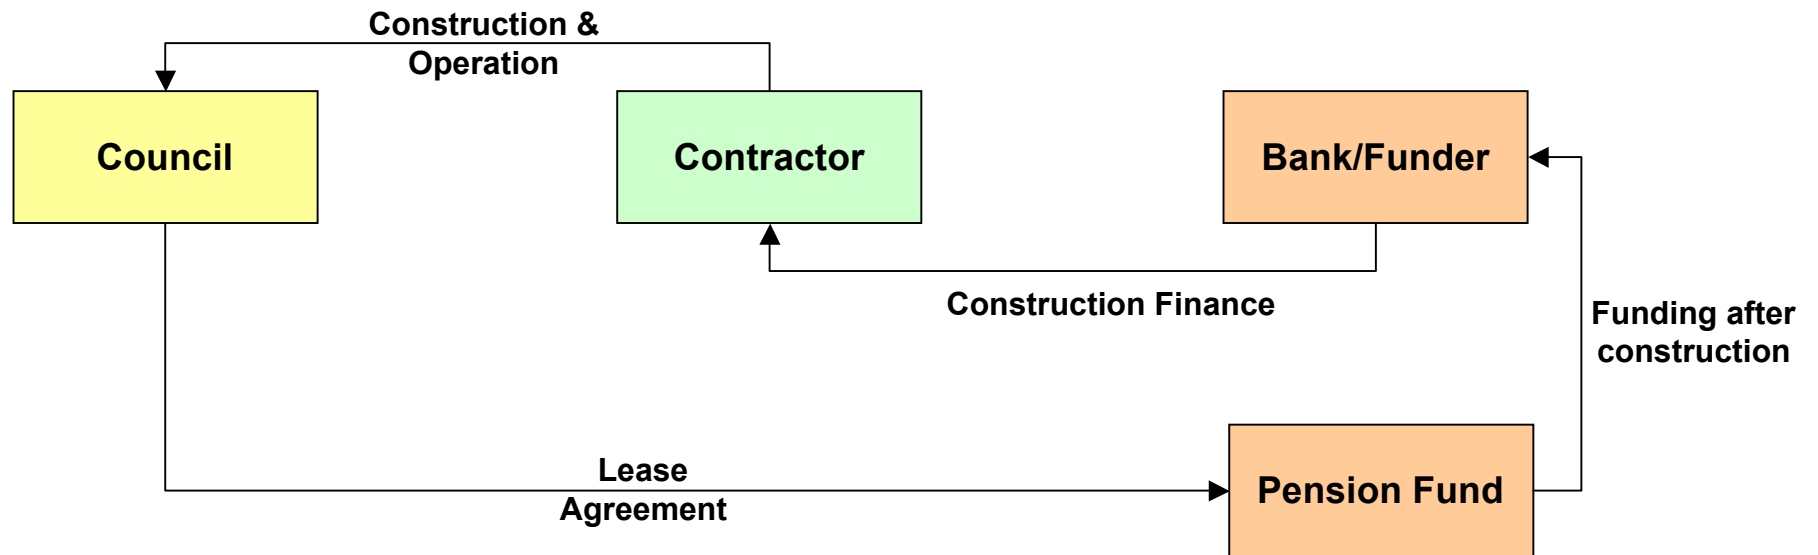 Construction &
Operation
Council
Contractor
Bank/Funder
Construction Finance
Funding after
construction
Lease
Agreement
Pension Fund